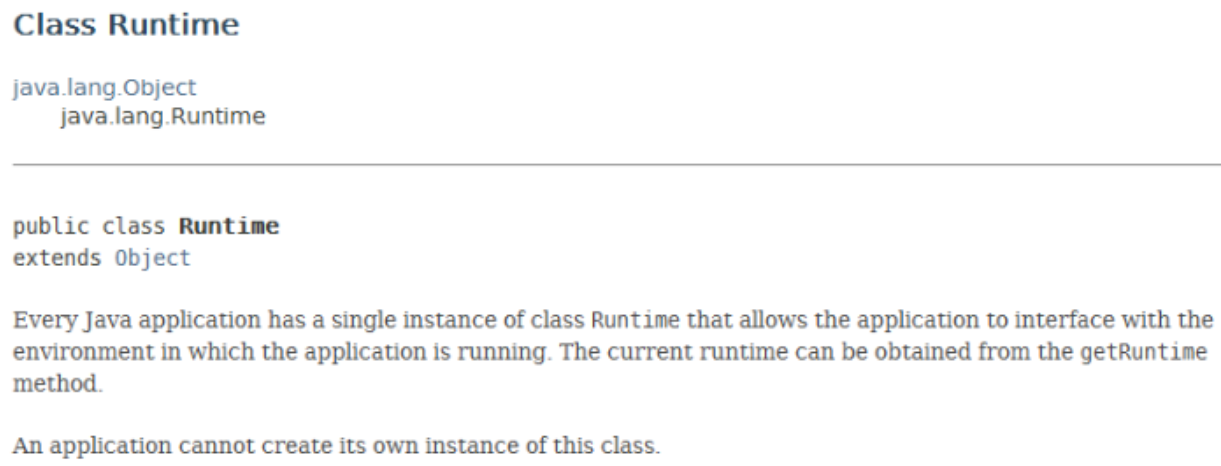 Class Runtime
java.lang.Object
java.lang.Runtime
public class Runtime
extends Object
Every Java application has a single instance of class Runtime that allows the application to interface with the
environment in which the application is running. The current runtime can be obtained from the getRuntime
method.
An application cannot create its own instance of this class.